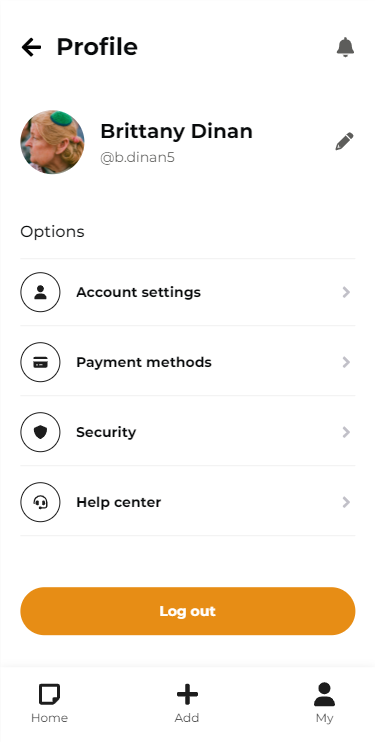 Profile
Brittany Dinan
@b.dinan5
Options
Account settings
Payment methods
Security
Help center
Log out
Home
Add
My